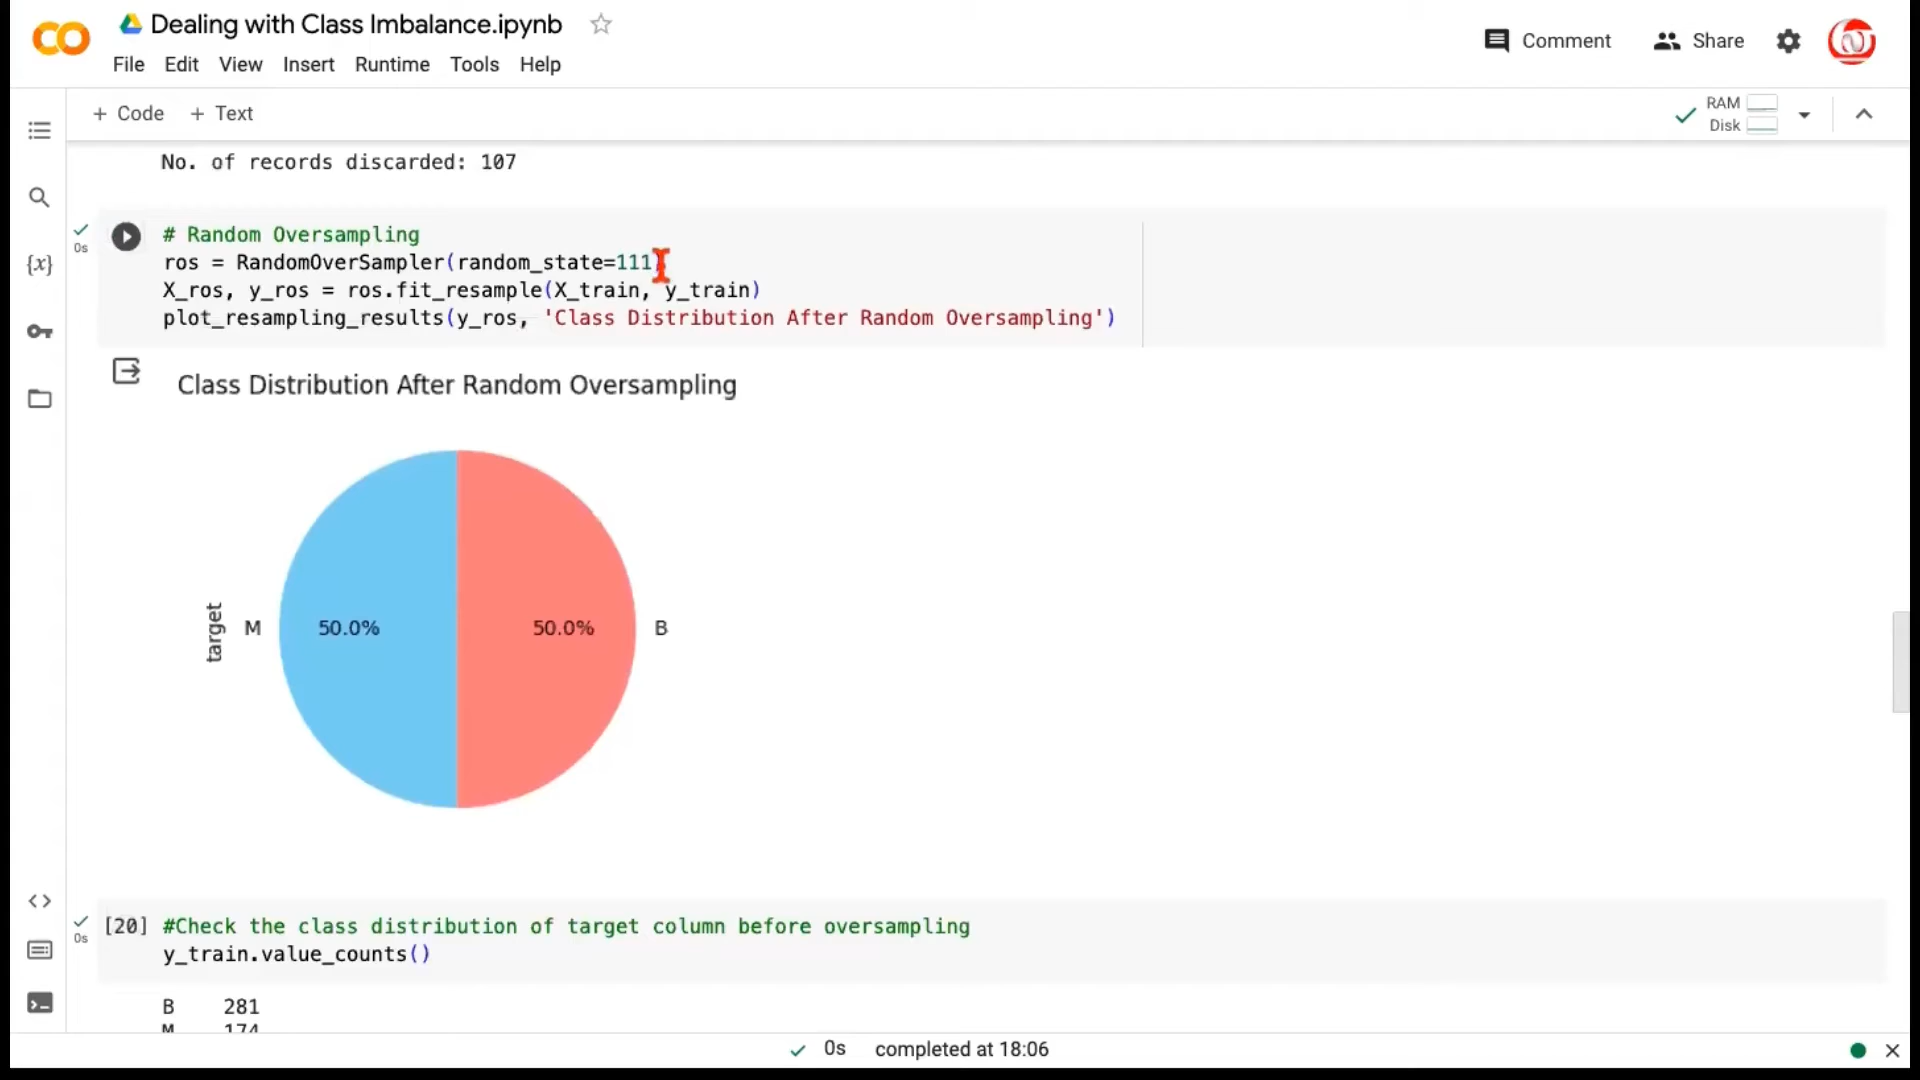 Dealing with Class Imbalance.ipynb
File Edit View Insert Runtime Tools Help
Comment
Share
+ Code + Text
RAM
Disk
No. of records discarded: 107
0s
# Random Oversampling
ros = RandomOverSampler(random_state=111)
X_ros, y_ros = ros.fit_resample(X_train, y_train)
plot_resampling_results(y_ros, 'Class Distribution After Random Oversampling')
Class Distribution After Random Oversampling
target
M
50.0%
50.0%
B
0s
[20] #Check the class distribution of target column before oversampling
y_train.value_counts()
B 281
M 174
0s completed at 18:06